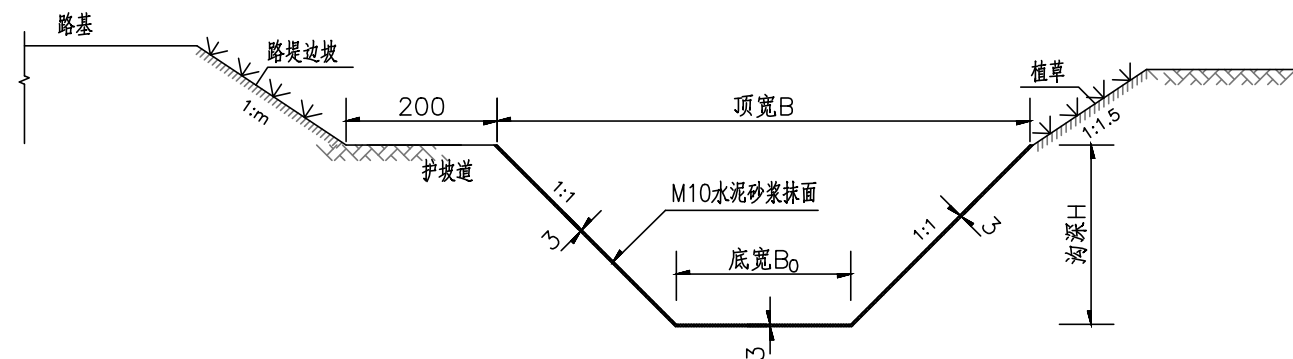 路基
路堤边坡
1:m
200
顶宽B
植草
1:1.5
护坡道
1:1
M10水泥砂浆抹面
3
底宽B₀
1:1
3
沟深H
3